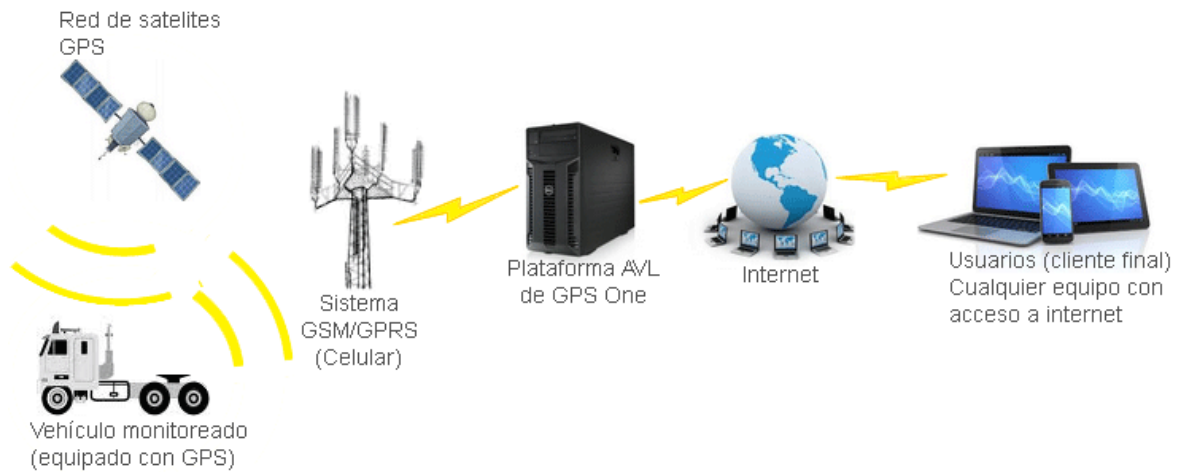 Red de satelites
GPS
Vehículo monitoreado
(equipado con GPS)
Sistema
GSM/GPRS
(Celular)
Plataforma AVL
de GPS One
Internet
Usuarios (cliente final)
Cualquier equipo con
acceso a internet